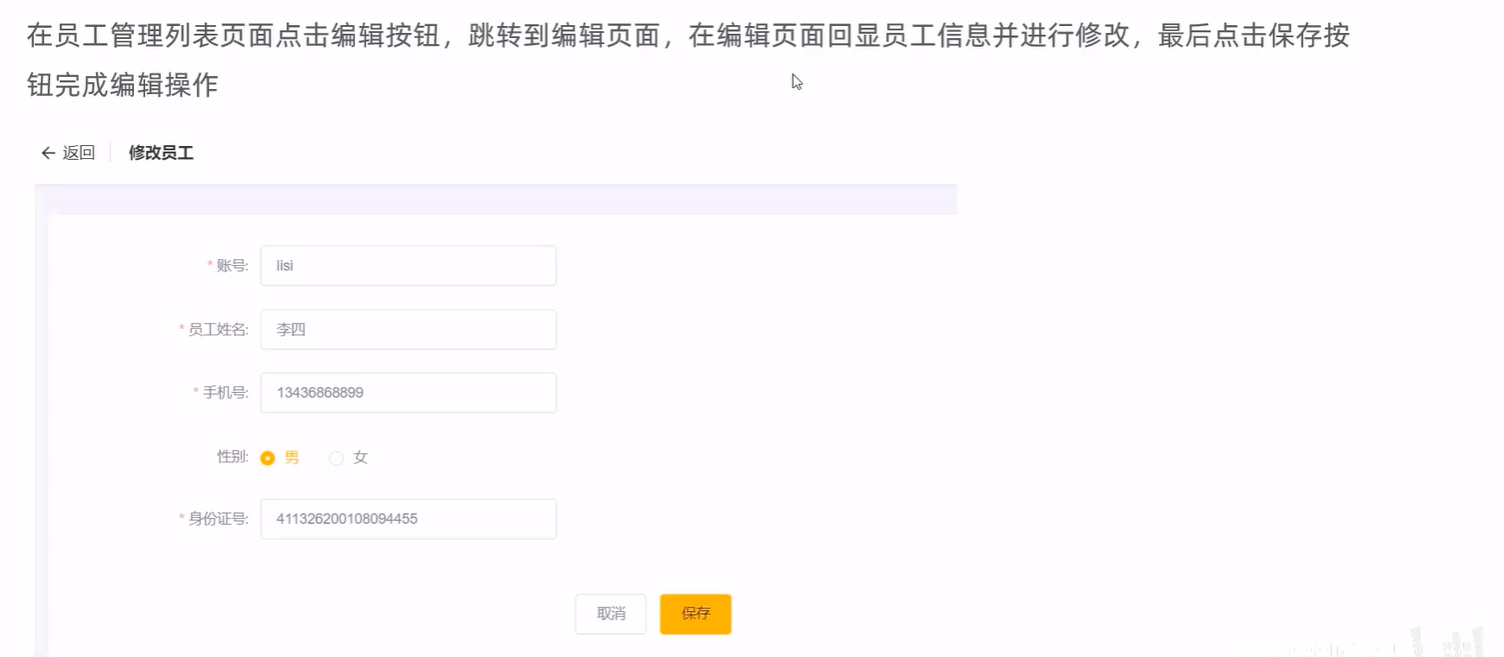 在员工管理列表页面点击编辑按钮，跳转到编辑页面，在编辑页面回显员工信息并进行修改，最后点击保存按
钮完成编辑操作
← 返回 修改员工
* 账号: lisi
* 员工姓名: 李四
* 手机号: 13436868899
性别: 男 女
* 身份证号: 411326200108094455
取消 保存